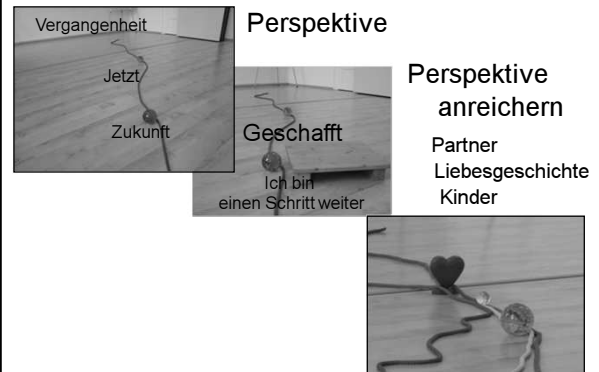 Vergangenheit
Jetzt
Zukunft
Perspektive
Geschafft
Ich bin
einen Schritt weiter
Perspektive
anreichern
Partner
Liebesgeschichte
Kinder